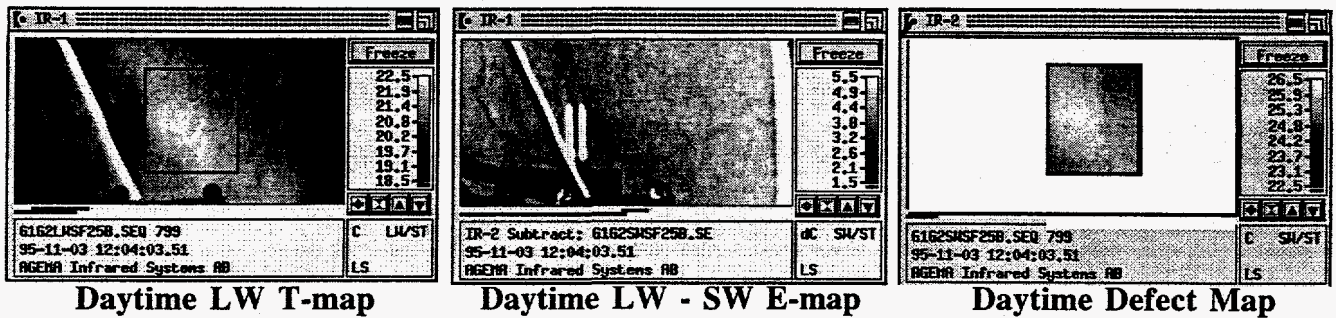 IR-1
Freeze
22.5
21.9
21.4
20.8
20.2
19.7
19.1
18.5
6162LWSF25B.SEQ 799
C LW/ST
95-11-03 12:04:03.51
AGEMA Infrared Systems AB
LS
Daytime LW T-map
IR-1
Freeze
5.5
4.9
4.4
3.8
3.2
2.6
2.1
1.5
IR-2 Subtract: 6162SWSF25B.SE
dC SW/ST
95-11-03 12:04:03.51
AGEMA Infrared Systems AB
LS
Daytime LW - SW E-map
IR-2
Freeze
26.5
25.9
25.3
24.8
24.2
23.7
23.1
22.5
6162SWSF25B.SEQ 799
C SW/ST
95-11-03 12:04:03.51
AGEMA Infrared Systems AB
LS
Daytime Defect Map